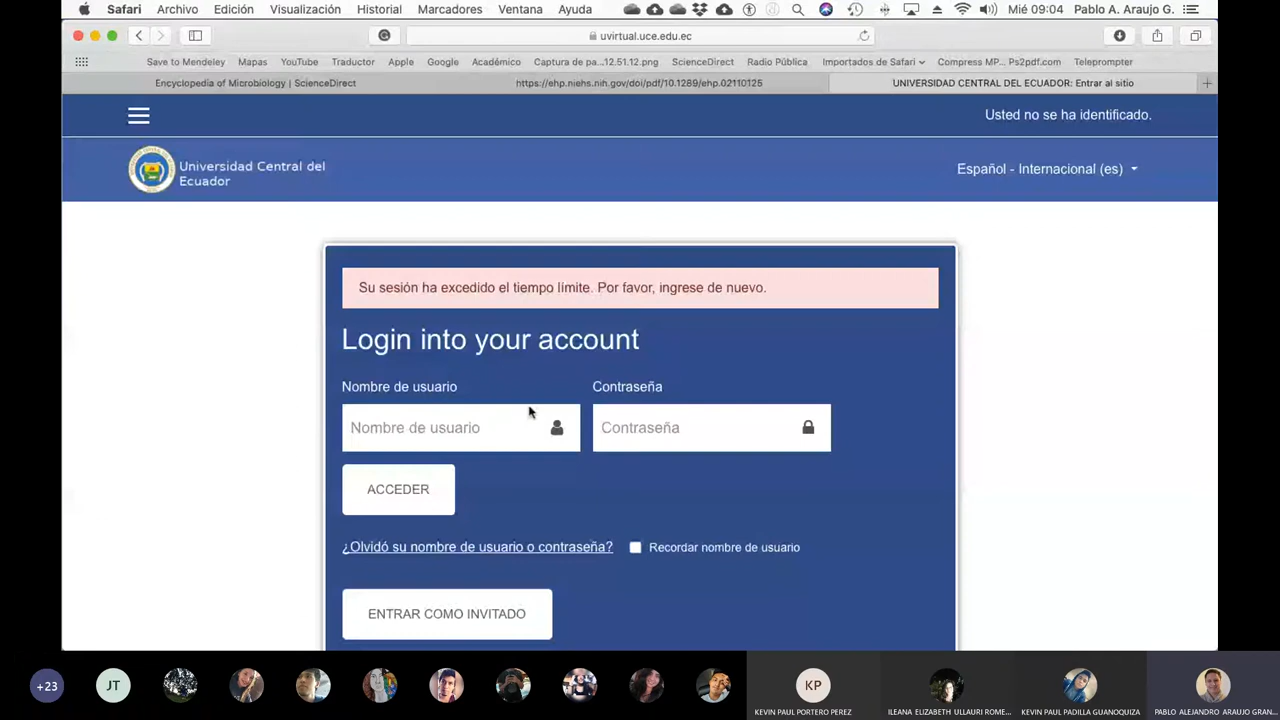 Safari Archivo Edición Visualización Historial Marcadores Ventana Ayuda Mié 09:04 Pablo A. Araujo G.
uvirtual.uce.edu.ec
Save to Mendeley Mapas YouTube Traductor Apple Google Académico Captura de pa...12.51.12.png ScienceDirect Radio Pública Importados de Safari Compress MP... Ps2pdf.com Teleprompter
Encyclopedia of Microbiology | ScienceDirect https://ehp.niehs.nih.gov/doi/pdf/10.1289/ehp.02110125 UNIVERSIDAD CENTRAL DEL ECUADOR: Entrar al sitio
Usted no se ha identificado.
Universidad Central del
Ecuador
Español - Internacional (es)
Su sesión ha excedido el tiempo límite. Por favor, ingrese de nuevo.
Login into your account
Nombre de usuario Contraseña
Nombre de usuario Contraseña
ACCEDER
¿Olvidó su nombre de usuario o contraseña? Recordar nombre de usuario
ENTRAR COMO INVITADO
+23 JT KP
KEVIN PAUL PORTERO PEREZ ILEANA ELIZABETH ULLAURI ROME... KEVIN PAUL PADILLA GUANOQUIZA PABLO ALEJANDRO ARAUJO GRAN...